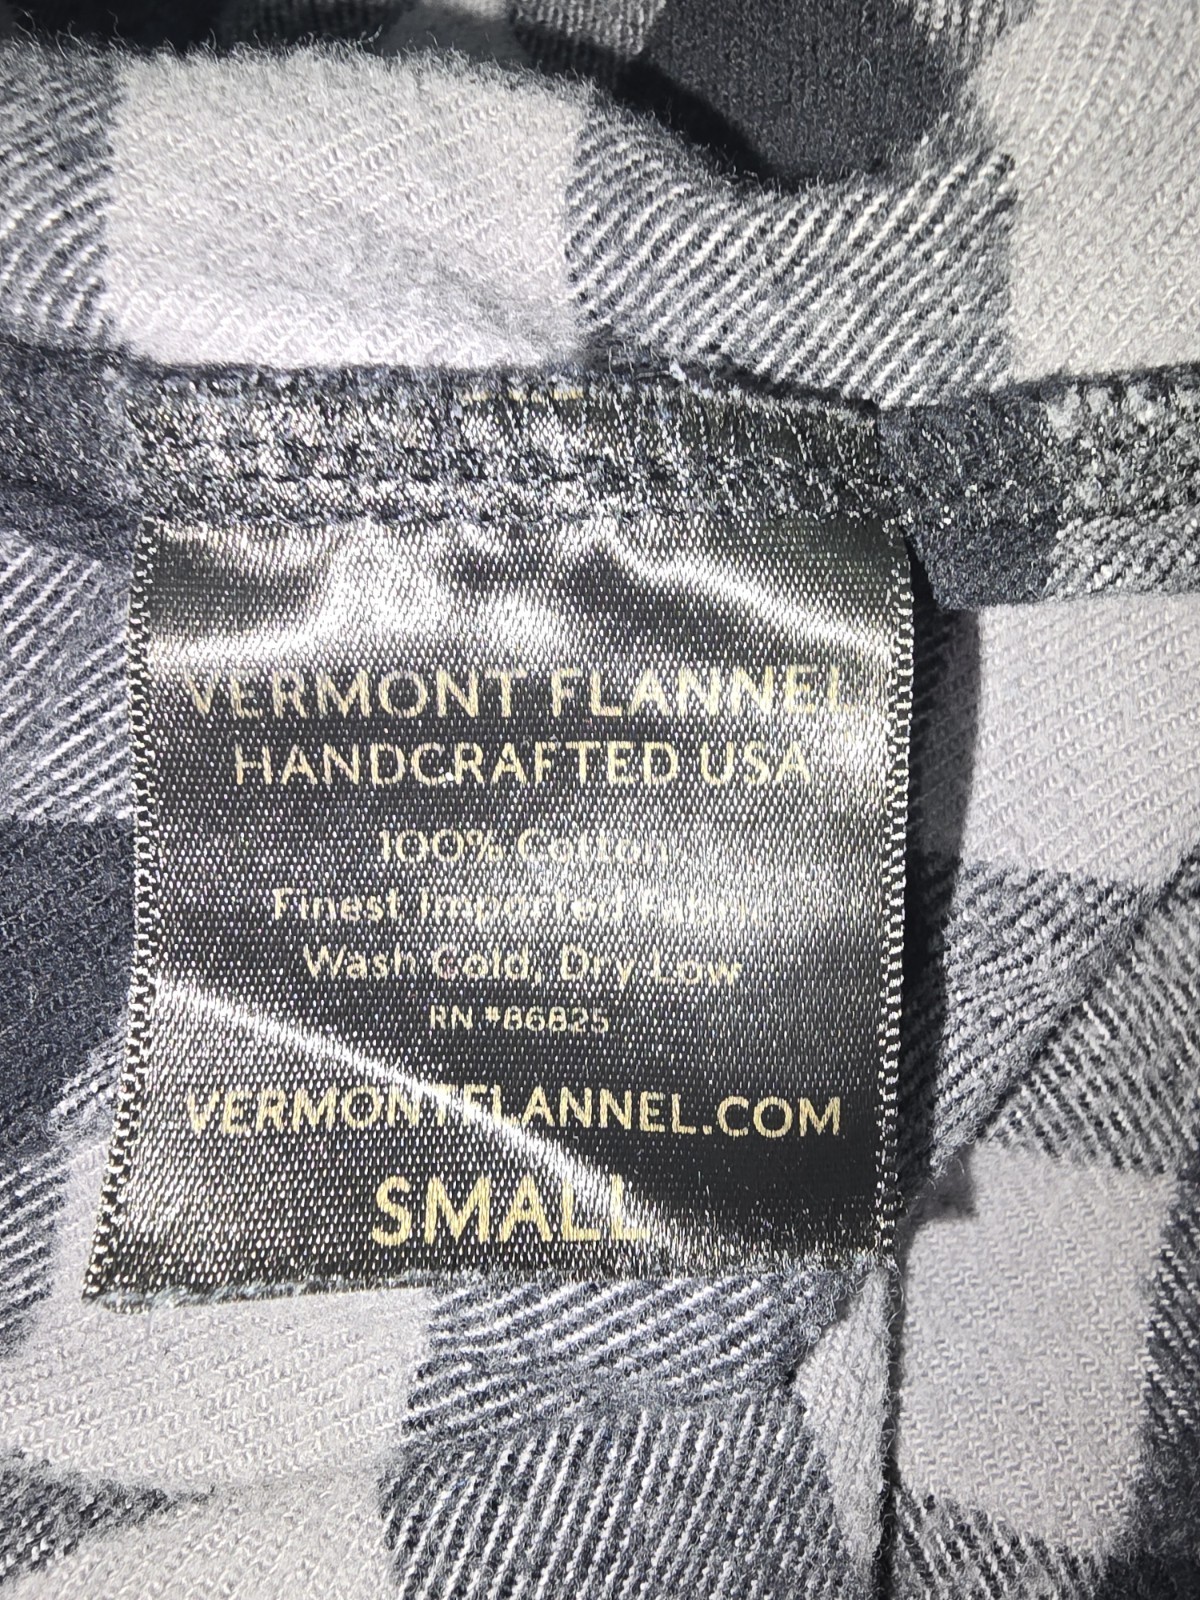 VERMONT FLANNEL
HANDCRAFTED USA
100% Cotton
Finest Imported Fabric
Wash Cold, Dry Low
RN #86825
VERMONTFLANNEL.COM
SMALL